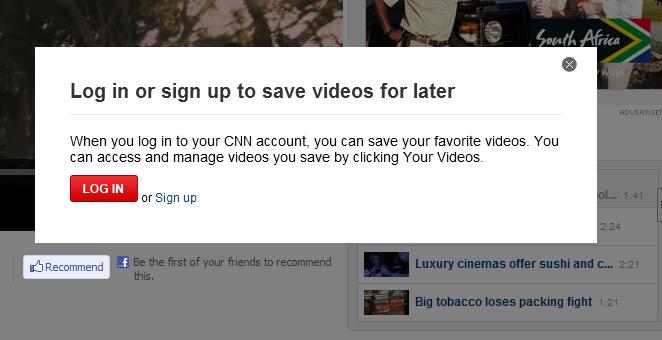 South Africa
Log in or sign up to save videos for later
ADVERTISEM
When you log in to your CNN account, you can save your favorite videos. You
can access and manage videos you save by clicking Your Videos.
LOG IN or Sign up
ool... 1:41
2:24
Recommend
Be the first of your friends to recommend
this.
Luxury cinemas offer sushi and c... 2:21
Big tobacco loses packing fight 1:21